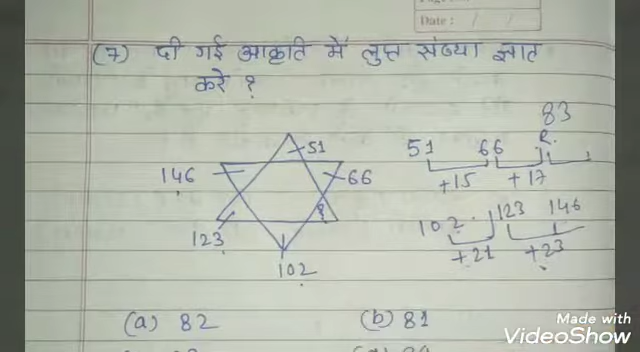 Date : / /
(7) दी गई आकृति में लुप्त संख्या ज्ञात
करे ?
83
51 66 ?
+15 +17
51
146 66
?
123
102
102 123 146
+21 +23
(a) 82 (b) 81
Made with
VideoShow